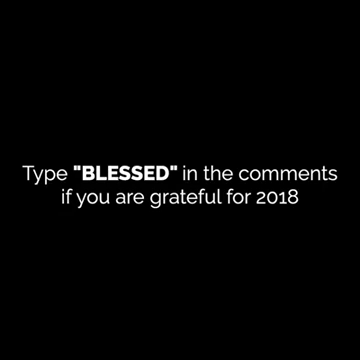 Type "BLESSED" in the comments
if you are grateful for 2018